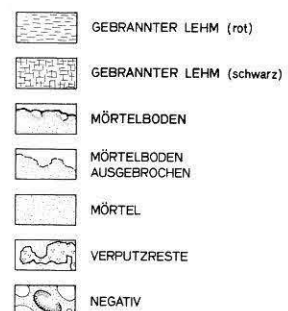 GEBRANNTER LEHM (rot)
GEBRANNTER LEHM (schwarz)
MÖRTELBODEN
MÖRTELBODEN
AUSGEBROCHEN
MÖRTEL
VERPUTZRESTE
NEGATIV